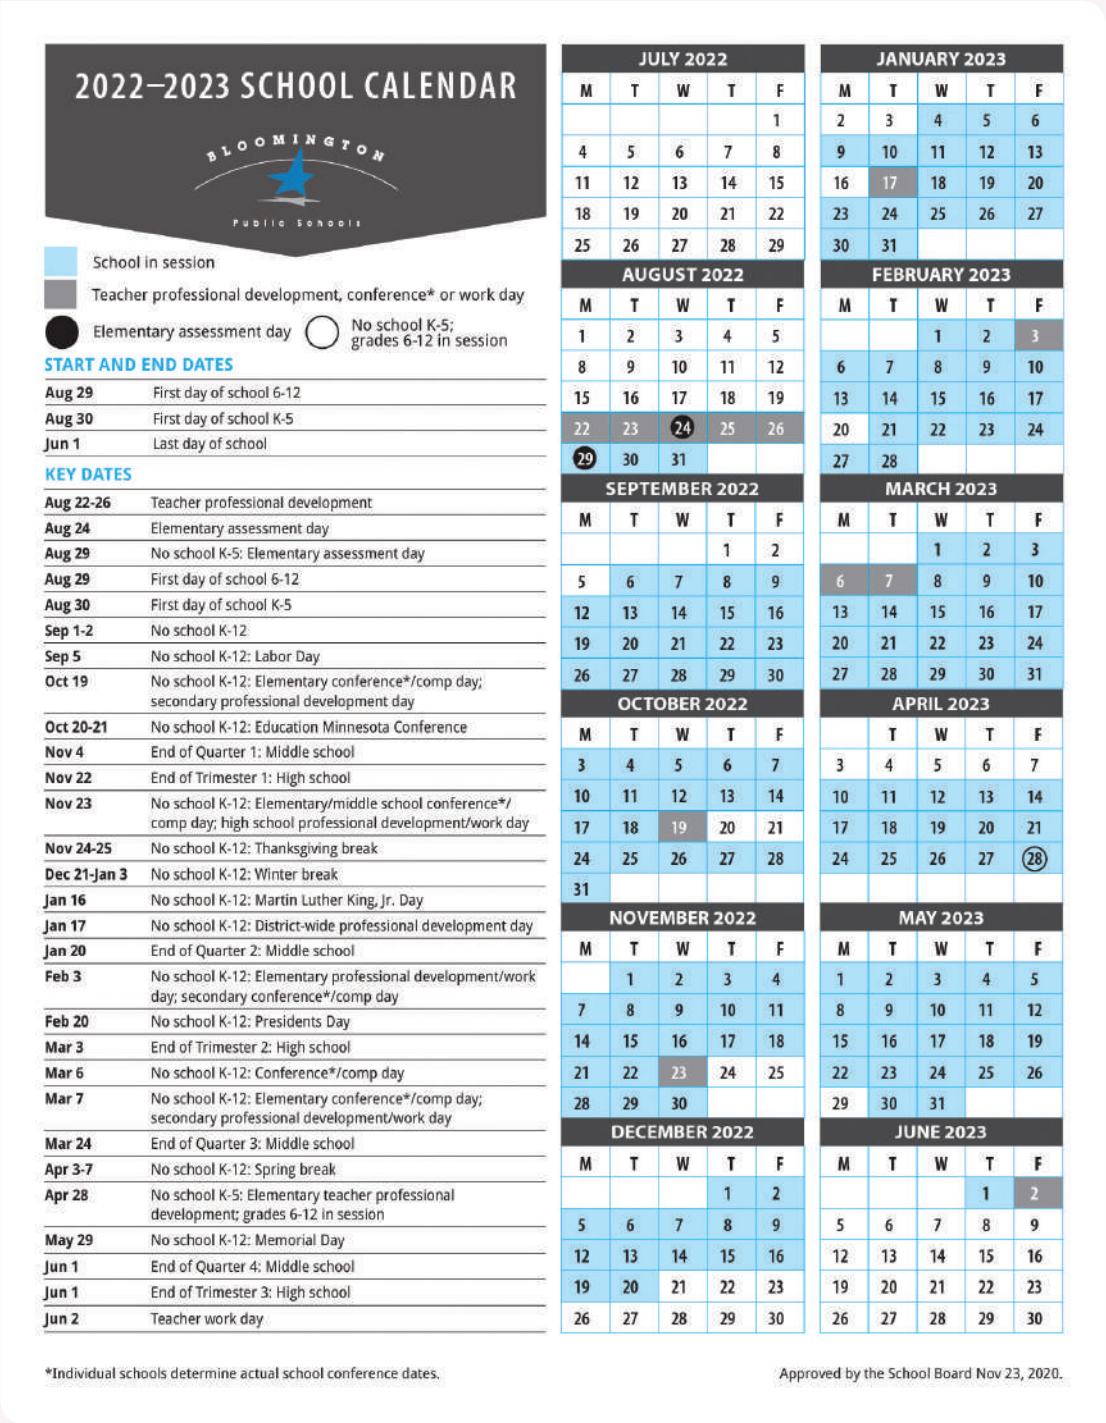 2022–2023 SCHOOL CALENDAR
BLOOMINGTON
Public Schools
School in session
Teacher professional development, conference* or work day
Elementary assessment day
No school K-5;
grades 6-12 in session
START AND END DATES
Aug 29 First day of school 6-12
Aug 30 First day of school K-5
Jun 1 Last day of school
KEY DATES
Aug 22-26 Teacher professional development
Aug 24 Elementary assessment day
Aug 29 No school K-5: Elementary assessment day
Aug 29 First day of school 6-12
Aug 30 First day of school K-5
Sep 1-2 No school K-12
Sep 5 No school K-12: Labor Day
Oct 19 No school K-12: Elementary conference*/comp day;
secondary professional development day
Oct 20-21 No school K-12: Education Minnesota Conference
Nov 4 End of Quarter 1: Middle school
Nov 22 End of Trimester 1: High school
Nov 23 No school K-12: Elementary/middle school conference*/
comp day; high school professional development/work day
Nov 24-25 No school K-12: Thanksgiving break
Dec 21-Jan 3 No school K-12: Winter break
Jan 16 No school K-12: Martin Luther King, Jr. Day
Jan 17 No school K-12: District-wide professional development day
Jan 20 End of Quarter 2: Middle school
Feb 3 No school K-12: Elementary professional development/work
day; secondary conference*/comp day
Feb 20 No school K-12: Presidents Day
Mar 3 End of Trimester 2: High school
Mar 6 No school K-12: Conference*/comp day
Mar 7 No school K-12: Elementary conference*/comp day;
secondary professional development/work day
Mar 24 End of Quarter 3: Middle school
Apr 3-7 No school K-12: Spring break
Apr 28 No school K-5: Elementary teacher professional
development; grades 6-12 in session
May 29 No school K-12: Memorial Day
Jun 1 End of Quarter 4: Middle school
Jun 1 End of Trimester 3: High school
Jun 2 Teacher work day
JULY 2022
M T W T F
1
4 5 6 7 8
11 12 13 14 15
18 19 20 21 22
25 26 27 28 29
AUGUST 2022
M T W T F
1 2 3 4 5
8 9 10 11 12
15 16 17 18 19
22 23 24 25 26
29 30 31
SEPTEMBER 2022
M T W T F
1 2
5 6 7 8 9
12 13 14 15 16
19 20 21 22 23
26 27 28 29 30
OCTOBER 2022
M T W T F
3 4 5 6 7
10 11 12 13 14
17 18 19 20 21
24 25 26 27 28
31
NOVEMBER 2022
M T W T F
1 2 3 4
7 8 9 10 11
14 15 16 17 18
21 22 23 24 25
28 29 30
DECEMBER 2022
M T W T F
1 2
5 6 7 8 9
12 13 14 15 16
19 20 21 22 23
26 27 28 29 30
JANUARY 2023
M T W T F
2 3 4 5 6
9 10 11 12 13
16 17 18 19 20
23 24 25 26 27
30 31
FEBRUARY 2023
M T W T F
1 2 3
6 7 8 9 10
13 14 15 16 17
20 21 22 23 24
27 28
MARCH 2023
M T W T F
1 2 3
6 7 8 9 10
13 14 15 16 17
20 21 22 23 24
27 28 29 30 31
APRIL 2023
T W T F
3 4 5 6 7
10 11 12 13 14
17 18 19 20 21
24 25 26 27 28
MAY 2023
M T W T F
1 2 3 4 5
8 9 10 11 12
15 16 17 18 19
22 23 24 25 26
29 30 31
JUNE 2023
M T W T F
1 2
5 6 7 8 9
12 13 14 15 16
19 20 21 22 23
26 27 28 29 30
*Individual schools determine actual school conference dates.
Approved by the School Board Nov 23, 2020.